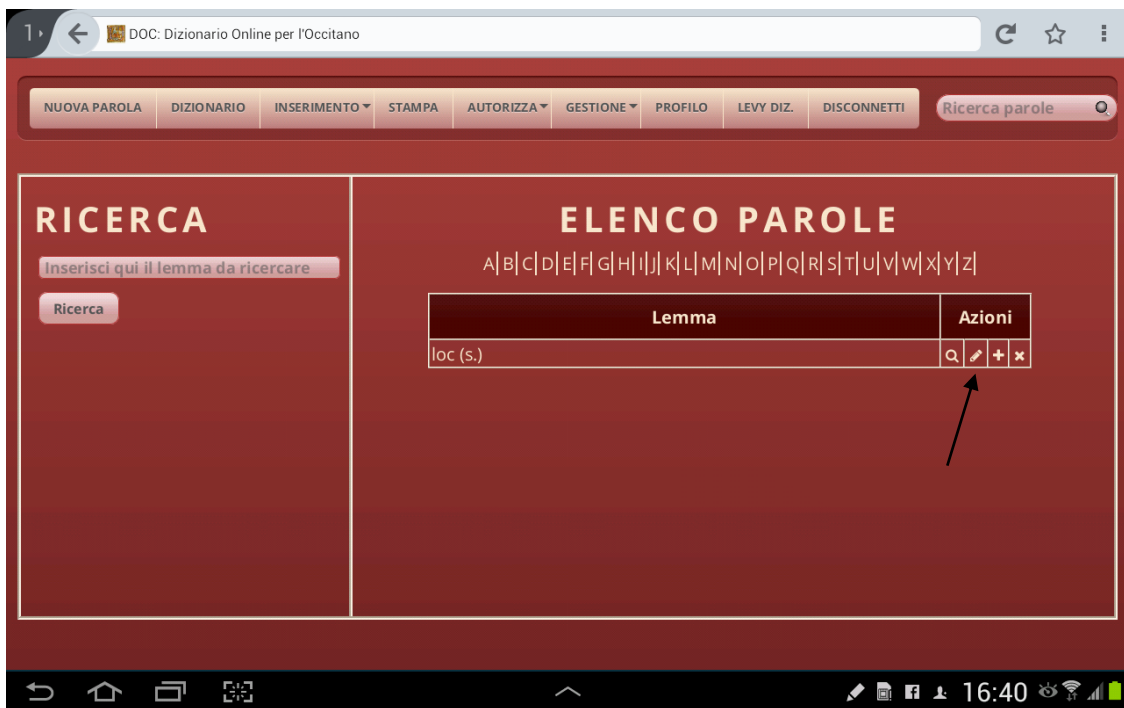 1
DOC: Dizionario Online per l'Occitano
NUOVA PAROLA DIZIONARIO INSERIMENTO STAMPA AUTORIZZA GESTIONE PROFILO LEVY DIZ. DISCONNETTI Ricerca parole
RICERCA
Inserisci qui il lemma da ricercare
Ricerca
ELENCO PAROLE
A|B|C|D|E|F|G|H|I|J|K|L|M|N|O|P|Q|R|S|T|U|V|W|X|Y|Z|
Lemma Azioni
loc (s.)
16:40